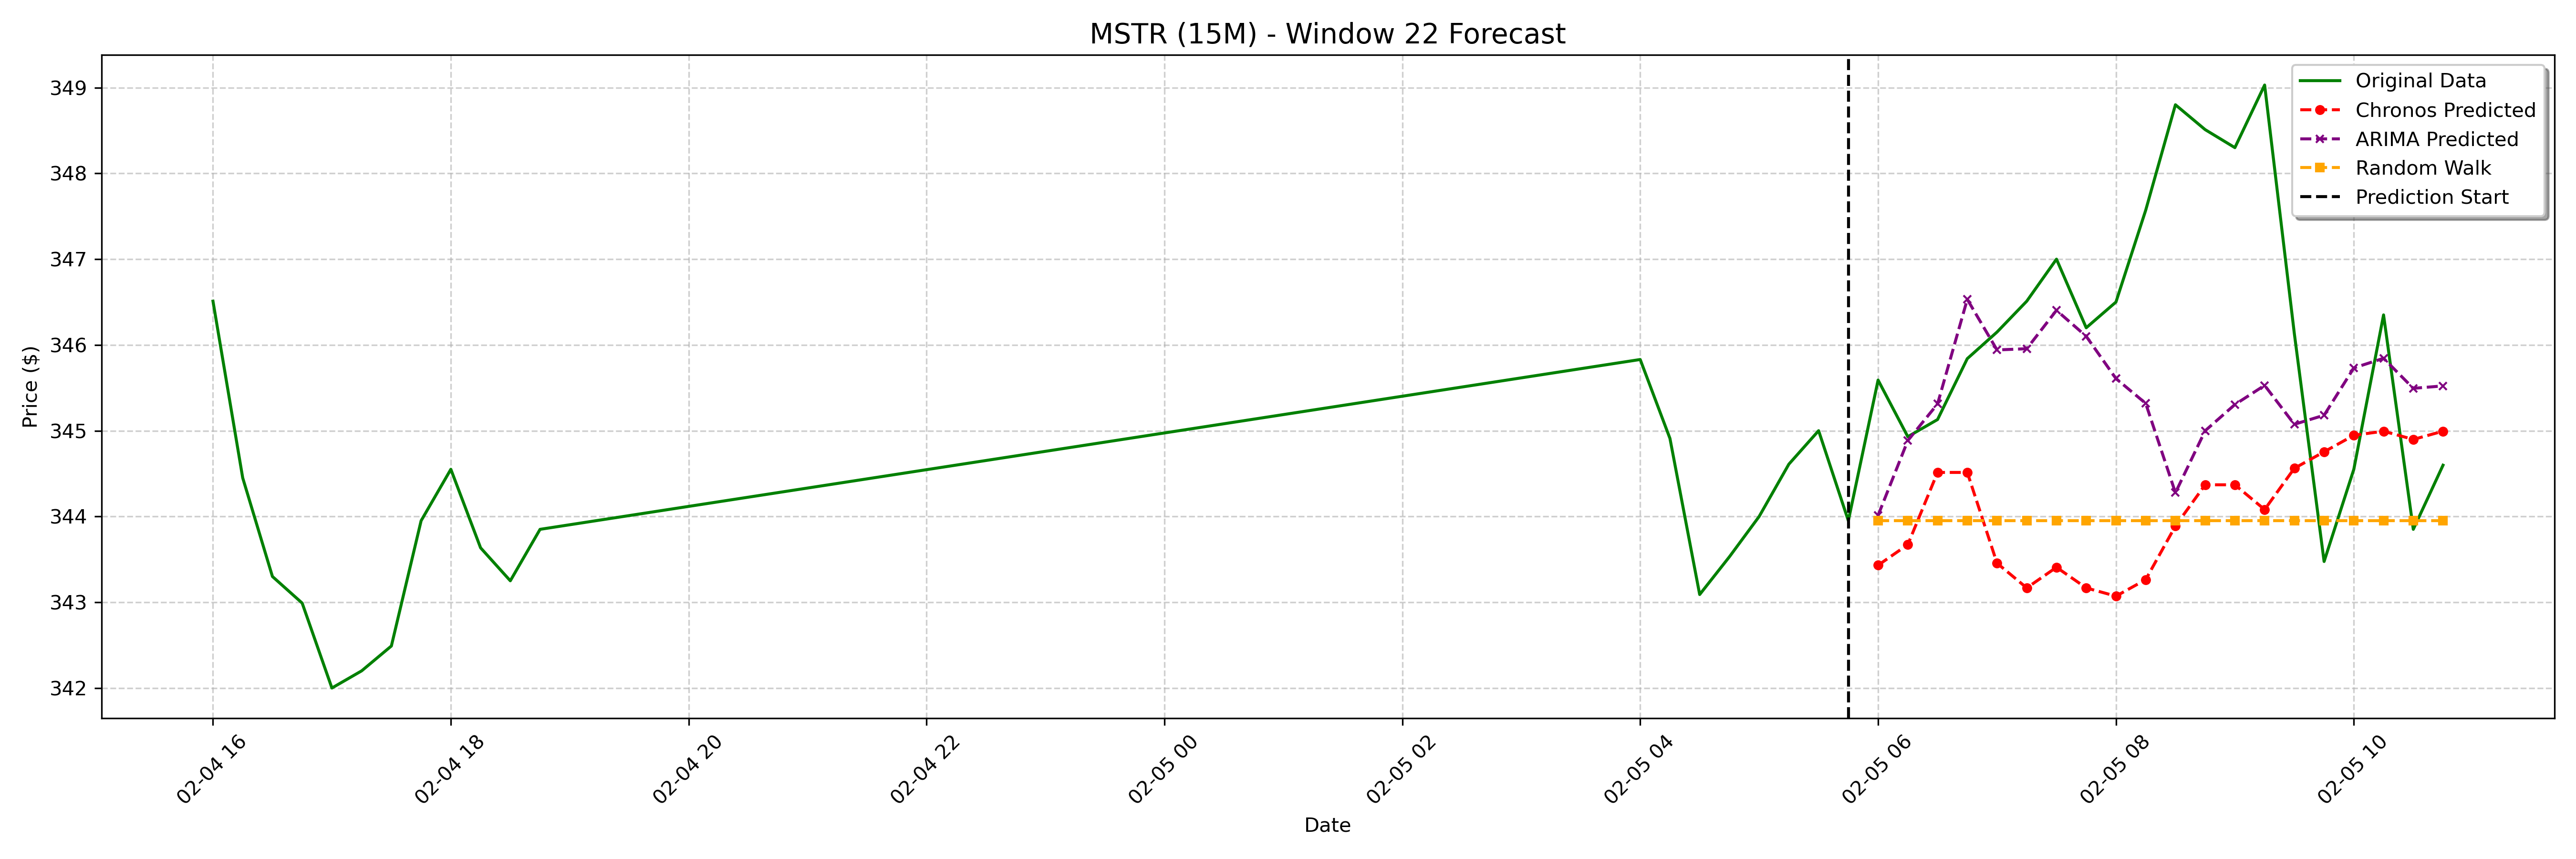 MSTR (15M) - Window 22 Forecast
Price ($)
349
348
347
346
345
344
343
342
Original Data
Chronos Predicted
ARIMA Predicted
Random Walk
Prediction Start
02-04 16
02-04 18
02-04 20
02-04 22
02-05 00
02-05 02
02-05 04
02-05 06
02-05 08
02-05 10
Date